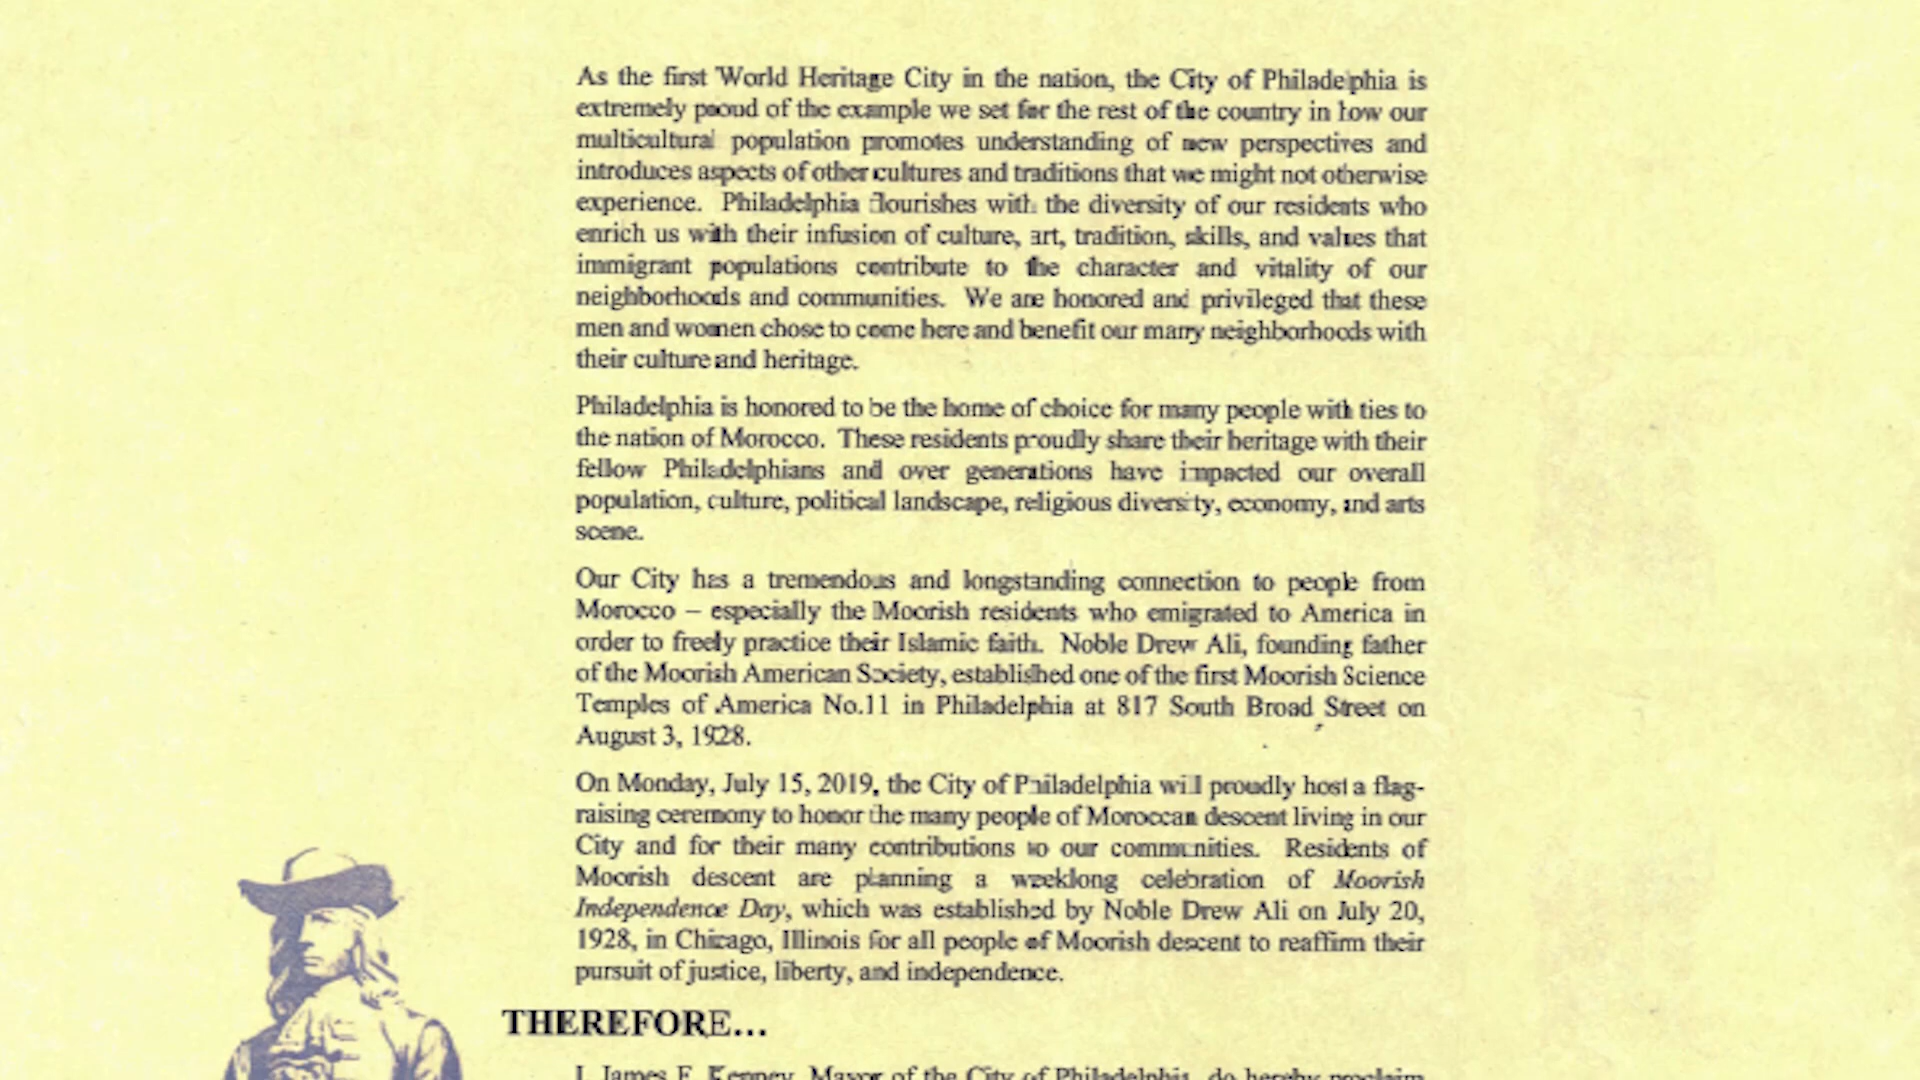 As the first World Heritage City in the nation, the City of Philadelphia is
extremely proud of the example we set for the rest of the country in how our
multicultural population promotes understanding of new perspectives and
introduces aspects of other cultures and traditions that we might not otherwise
experience. Philadelphia flourishes with the diversity of our residents who
enrich us with their infusion of culture, art, tradition, skills, and values that
immigrant populations contribute to the character and vitality of our
neighborhoods and communities. We are honored and privileged that these
men and women chose to come here and benefit our many neighborhoods with
their culture and heritage.
Philadelphia is honored to be the home of choice for many people with ties to
the nation of Morocco. These residents proudly share their heritage with their
fellow Philadelphians and over generations have impacted our overall
population, culture, political landscape, religious diversity, economy, and arts
scene.
Our City has a tremendous and longstanding connection to people from
Morocco – especially the Moorish residents who emigrated to America in
order to freely practice their Islamic faith. Noble Drew Ali, founding father
of the Moorish American Society, established one of the first Moorish Science
Temples of America No.11 in Philadelphia at 817 South Broad Street on
August 3, 1928.
On Monday, July 15, 2019, the City of Philadelphia will proudly host a flag-
raising ceremony to honor the many people of Moroccan descent living in our
City and for their many contributions to our communities. Residents of
Moorish descent are planning a weeklong celebration of Moorish
Independence Day, which was established by Noble Drew Ali on July 20,
1928, in Chicago, Illinois for all people of Moorish descent to reaffirm their
pursuit of justice, liberty, and independence.
THEREFORE...
I, James F. Kenney, Mayor of the City of Philadelphia, do hereby proclaim